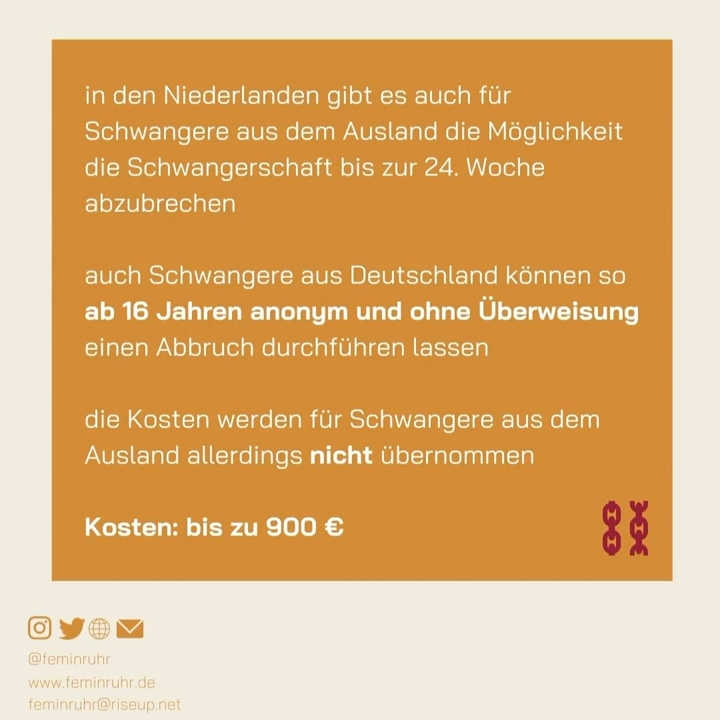 in den Niederlanden gibt es auch für
Schwangere aus dem Ausland die Möglichkeit
die Schwangerschaft bis zur 24. Woche
abzubrechen
auch Schwangere aus Deutschland können so
ab 16 Jahren anonym und ohne Überweisung
einen Abbruch durchführen lassen
die Kosten werden für Schwangere aus dem
Ausland allerdings nicht übernommen
Kosten: bis zu 900 €
@feminruhr
www.feminruhr.de
feminruhr@riseup.net